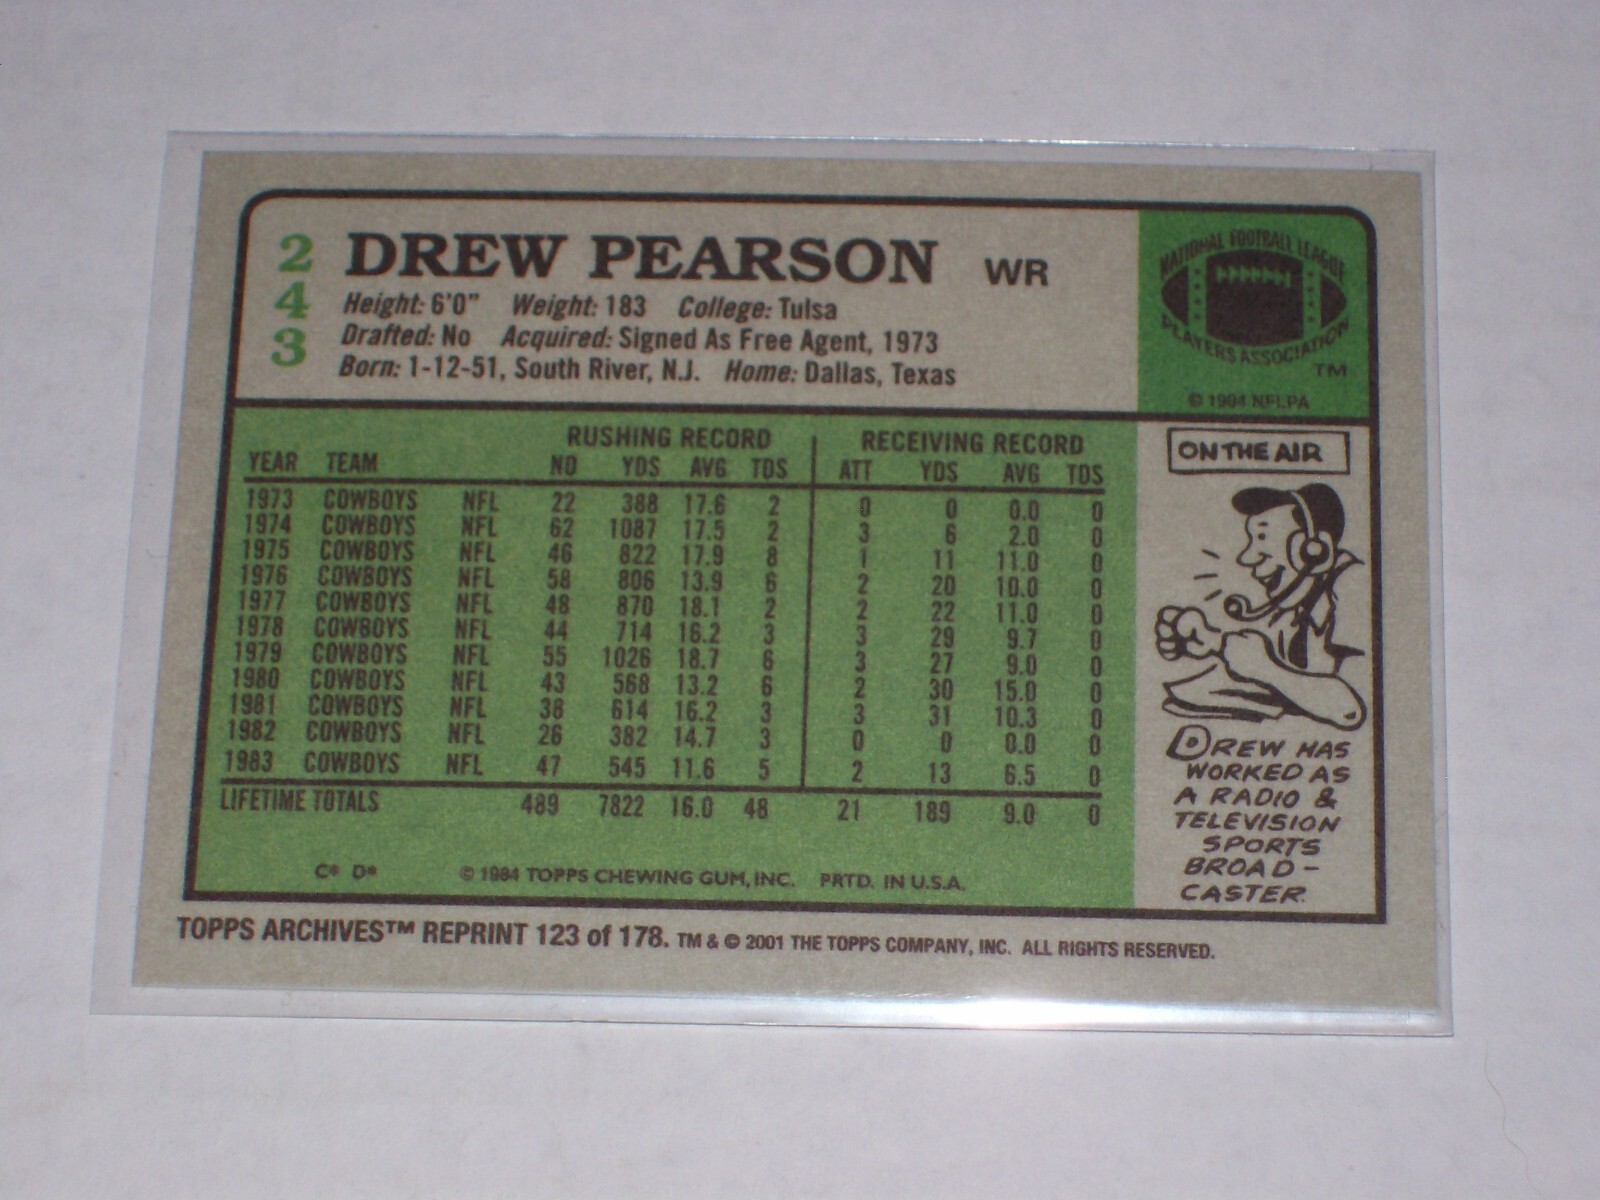 243
DREW PEARSON WR
Height: 6'0" Weight: 183 College: Tulsa
Drafted: No Acquired: Signed As Free Agent, 1973
Born: 1-12-51, South River, N.J. Home: Dallas, Texas
NATIONAL FOOTBALL LEAGUE
PLAYERS ASSOCIATION
TM
© 1984 NFLPA
RUSHING RECORD RECEIVING RECORD
YEAR TEAM NO YDS AVG TDS ATT YDS AVG TDS
1973 COWBOYS NFL 22 388 17.6 2 0 0 0.0 0
1974 COWBOYS NFL 62 1087 17.5 2 3 6 2.0 0
1975 COWBOYS NFL 46 822 17.9 8 1 11 11.0 0
1976 COWBOYS NFL 58 806 13.9 6 2 20 10.0 0
1977 COWBOYS NFL 48 870 18.1 2 2 22 11.0 0
1978 COWBOYS NFL 44 714 16.2 3 3 29 9.7 0
1979 COWBOYS NFL 55 1026 18.7 6 3 27 9.0 0
1980 COWBOYS NFL 43 568 13.2 6 2 30 15.0 0
1981 COWBOYS NFL 38 614 16.2 3 3 31 10.3 0
1982 COWBOYS NFL 26 382 14.7 3 0 0 0.0 0
1983 COWBOYS NFL 47 545 11.6 5 2 13 6.5 0
LIFETIME TOTALS 489 7822 16.0 48 21 189 9.0 0
C* D* © 1984 TOPPS CHEWING GUM, INC. PRTD. IN U.S.A.
ON THE AIR
DREW HAS
WORKED AS
A RADIO &
TELEVISION
SPORTS
BROAD-
CASTER.
TOPPS ARCHIVES™ REPRINT 123 of 178. TM & © 2001 THE TOPPS COMPANY, INC. ALL RIGHTS RESERVED.